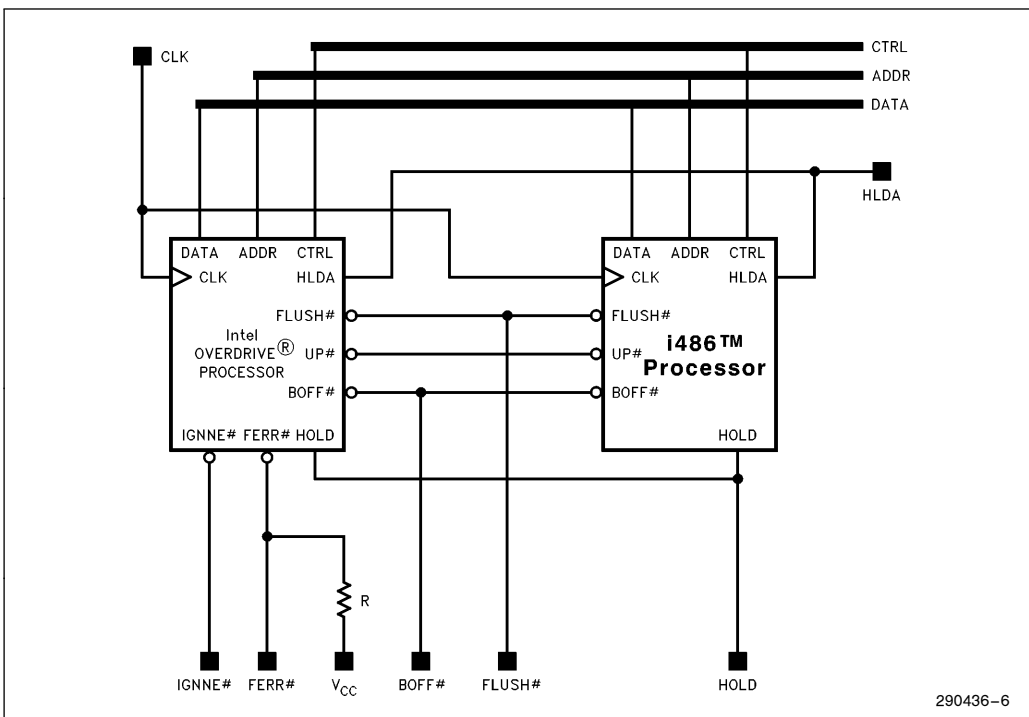 CLK
CTRL
ADDR
DATA
HLDA
DATA ADDR CTRL
CLK HLDA
FLUSH#
Intel
OVERDRIVE®
PROCESSOR
UP#
BOFF#
IGNNE# FERR# HOLD
DATA ADDR CTRL
HLDA
FLUSH#
i486™
Processor
UP#
BOFF#
HOLD
R
IGNNE# FERR# VCC BOFF# FLUSH# HOLD
290436–6